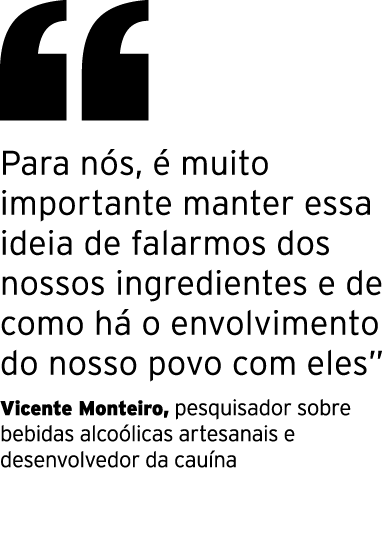 “
Para nós, é muito
importante manter essa
ideia de falarmos dos
nossos ingredientes e de
como há o envolvimento
do nosso povo com eles”
Vicente Monteiro, pesquisador sobre
bebidas alcoólicas artesanais e
desenvolvedor da cauína